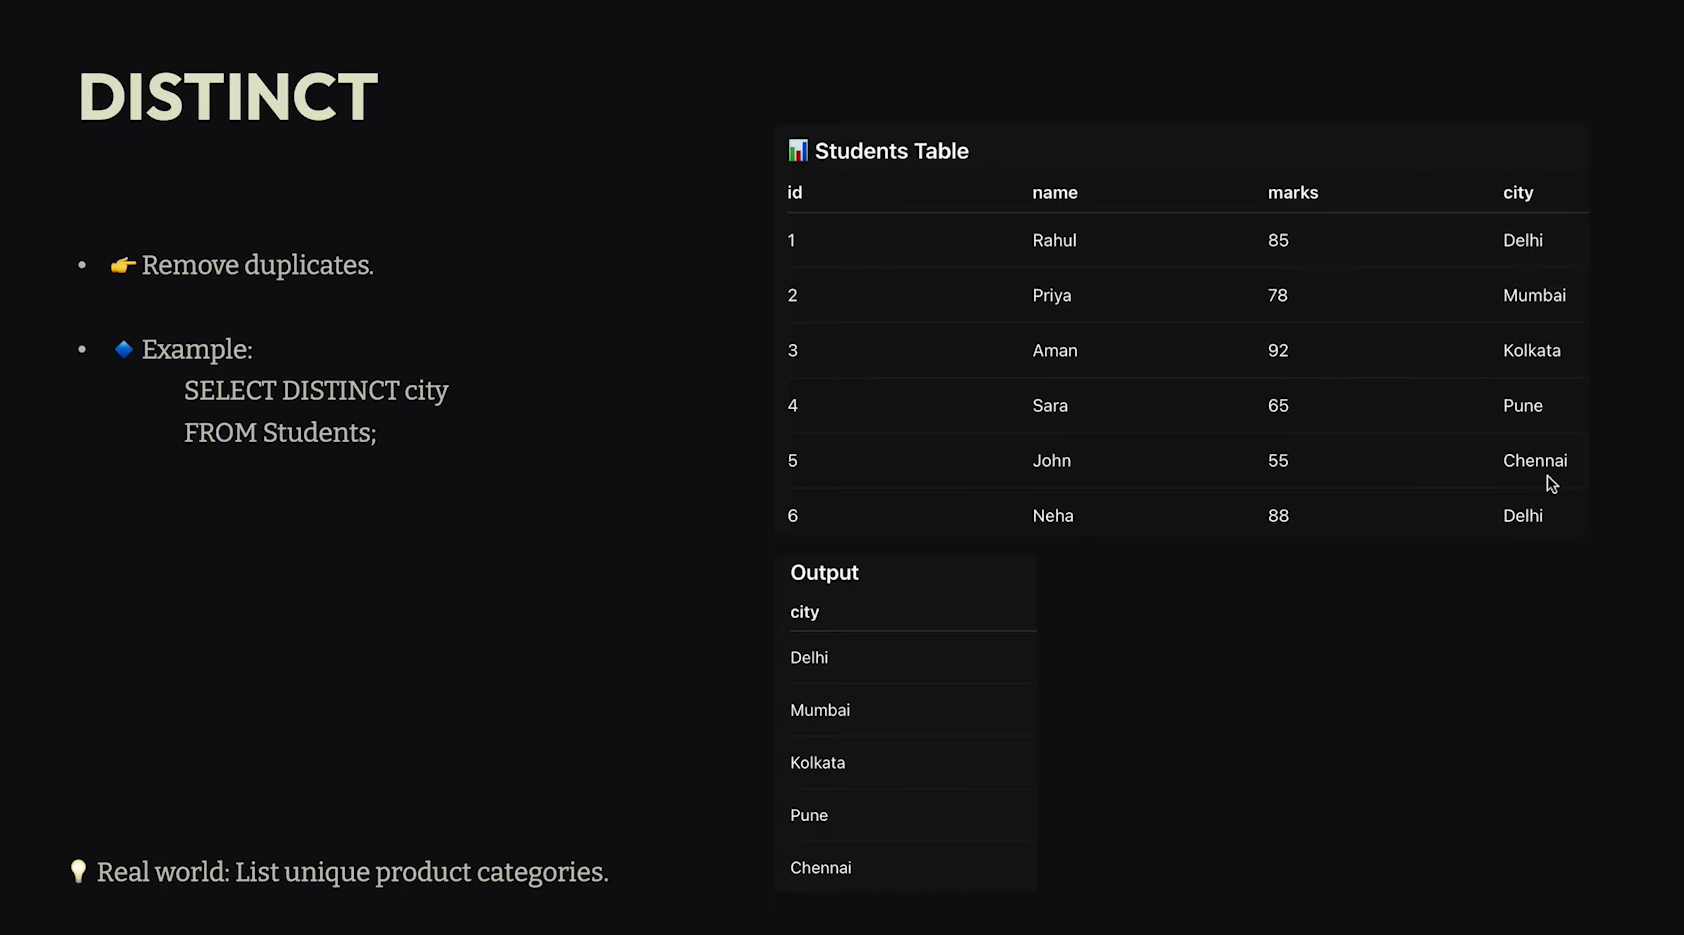 DISTINCT
• 👉 Remove duplicates.
• 🔹 Example:
SELECT DISTINCT city
FROM Students;
💡 Real world: List unique product categories.
📊 Students Table
id name marks city
1 Rahul 85 Delhi
2 Priya 78 Mumbai
3 Aman 92 Kolkata
4 Sara 65 Pune
5 John 55 Chennai
6 Neha 88 Delhi
Output
city
Delhi
Mumbai
Kolkata
Pune
Chennai